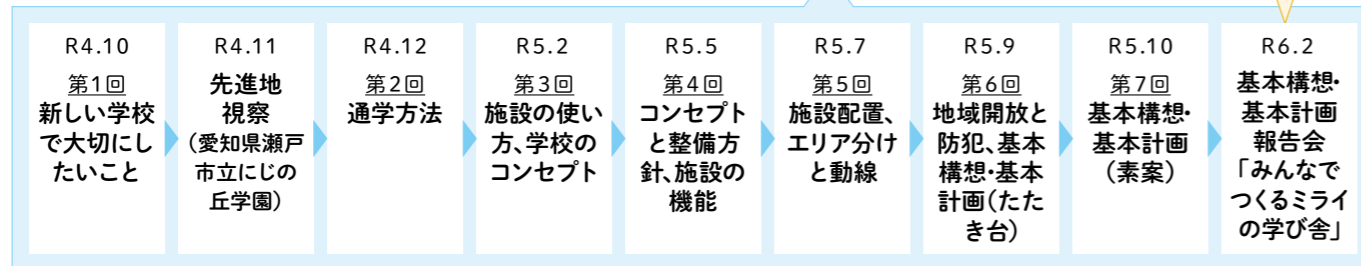 R4.10
第1回
新しい学校
で大切にし
たいこと
R4.11
先進地
視察
(愛知県瀬戸
市立にじの
丘学園)
R4.12
第2回
通学方法
R5.2
第3回
施設の使い
方、学校の
コンセプト
R5.5
第4回
コンセプト
と整備方
針、施設の
機能
R5.7
第5回
施設配置、
エリア分け
と動線
R5.9
第6回
地域開放と
防犯、基本
構想・基本
計画(たた
き台)
R5.10
第7回
基本構想・
基本計画
(素案)
R6.2
基本構想・
基本計画
報告会
「みんなで
つくるミライ
の学び舎」